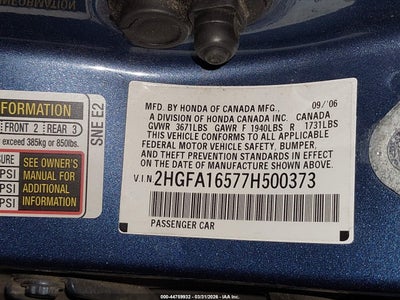 INFORMATION
FORMATION
FRONT 2 REAR 3
exceed 385kg or 850lbs.
SNE E2
SURE
PSI
PSI
PSI
SEE OWNER'S
MANUAL FOR
ADDITIONAL
INFORMATION
MFD. BY HONDA OF CANADA MFG., 09/'06
A DIVISION OF HONDA CANADA INC. CANADA
GVWR 3671LBS GAWR F 1940LBS R 1731LBS
THIS VEHICLE CONFORMS TO ALL APPLICABLE
FEDERAL MOTOR VEHICLE SAFETY, BUMPER,
AND THEFT PREVENTION STANDARDS IN EFFECT
ON THE DATE OF MANUFACTURE SHOWN ABOVE.
V.I.N. 2HGFA16577H500373
PASSENGER CAR
000-44759932 - 03/31/2026 - IAA Inc.